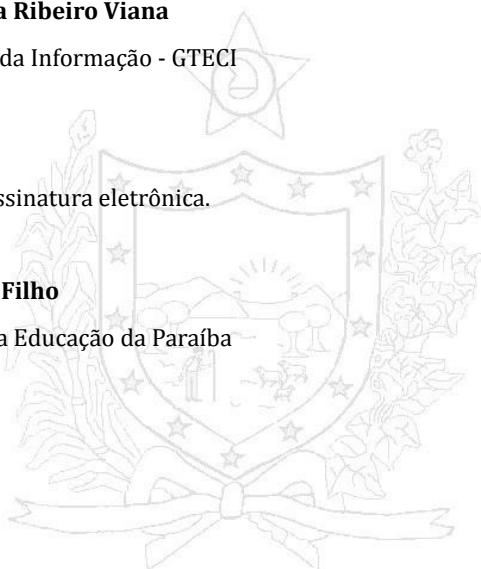 a Ribeiro Viana
da Informação - GTECI
ssinatura eletrônica.
Filho
a Educação da Paraíba